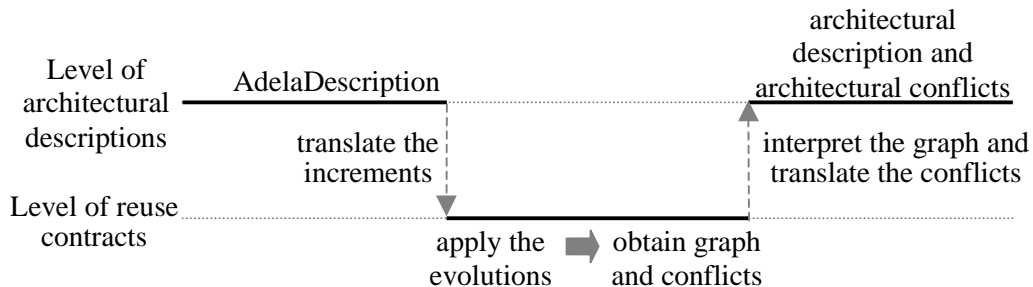 Level of
architectural
descriptions
AdelaDescription
architectural
description and
architectural conflicts
translate the
increments
interpret the graph and
translate the conflicts
Level of reuse
contracts
apply the
evolutions
obtain graph
and conflicts